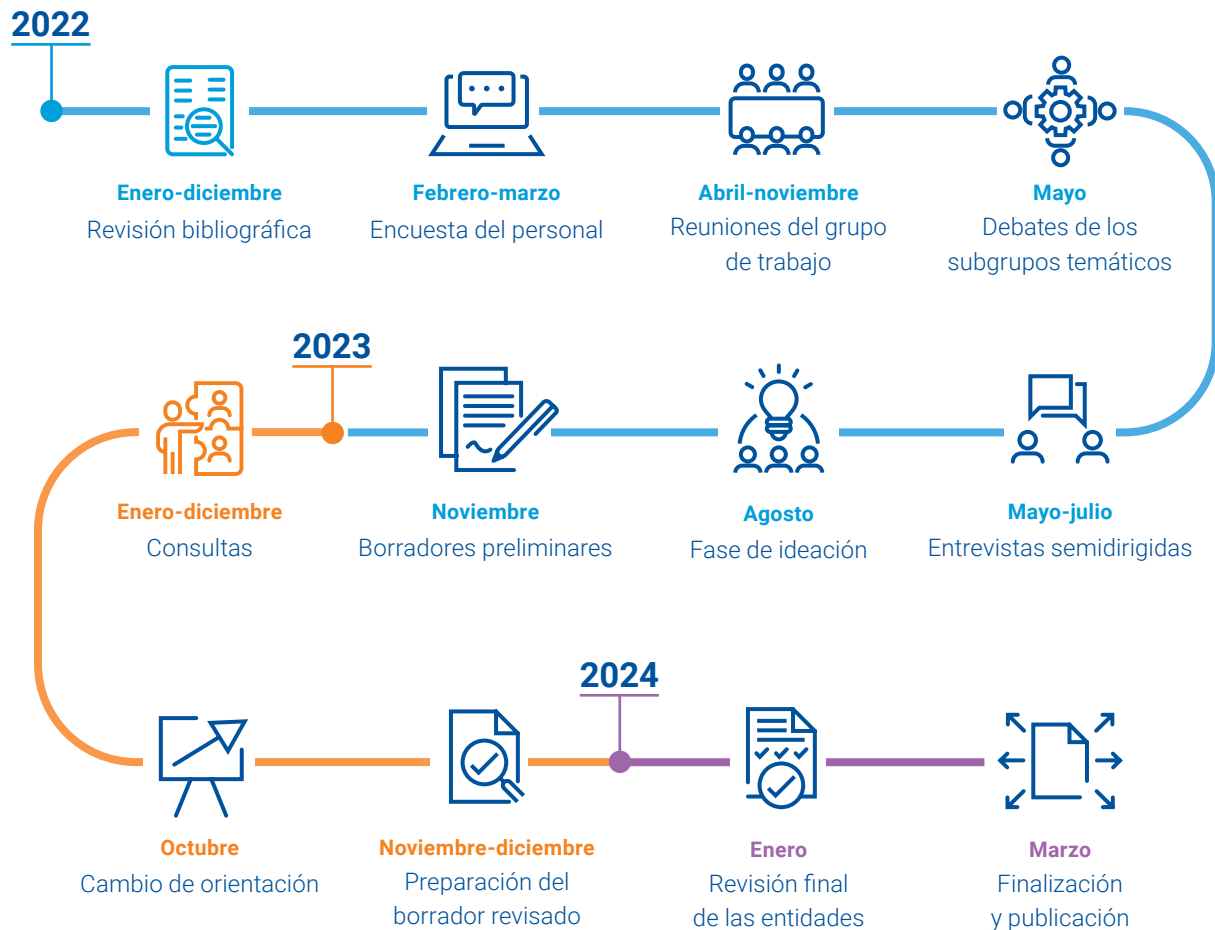 2022
Enero-diciembre
Revisión bibliográfica
Febrero-marzo
Encuesta del personal
Abril-noviembre
Reuniones del grupo
de trabajo
Mayo
Debates de los
subgrupos temáticos
Mayo-julio
Entrevistas semidirigidas
Agosto
Fase de ideación
Noviembre
Borradores preliminares
2023
Enero-diciembre
Consultas
Octubre
Cambio de orientación
Noviembre-diciembre
Preparación del
borrador revisado
2024
Enero
Revisión final
de las entidades
Marzo
Finalización
y publicación